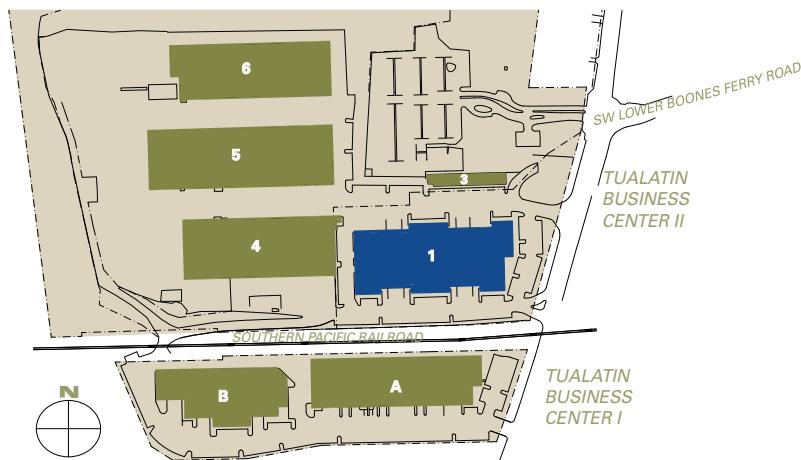 6
SW LOWER BOONES FERRY ROAD
5
3
TUALATIN
BUSINESS
CENTER II
4
1
SOUTHERN PACIFIC RAILROAD
A
B
TUALATIN
BUSINESS
CENTER I
N